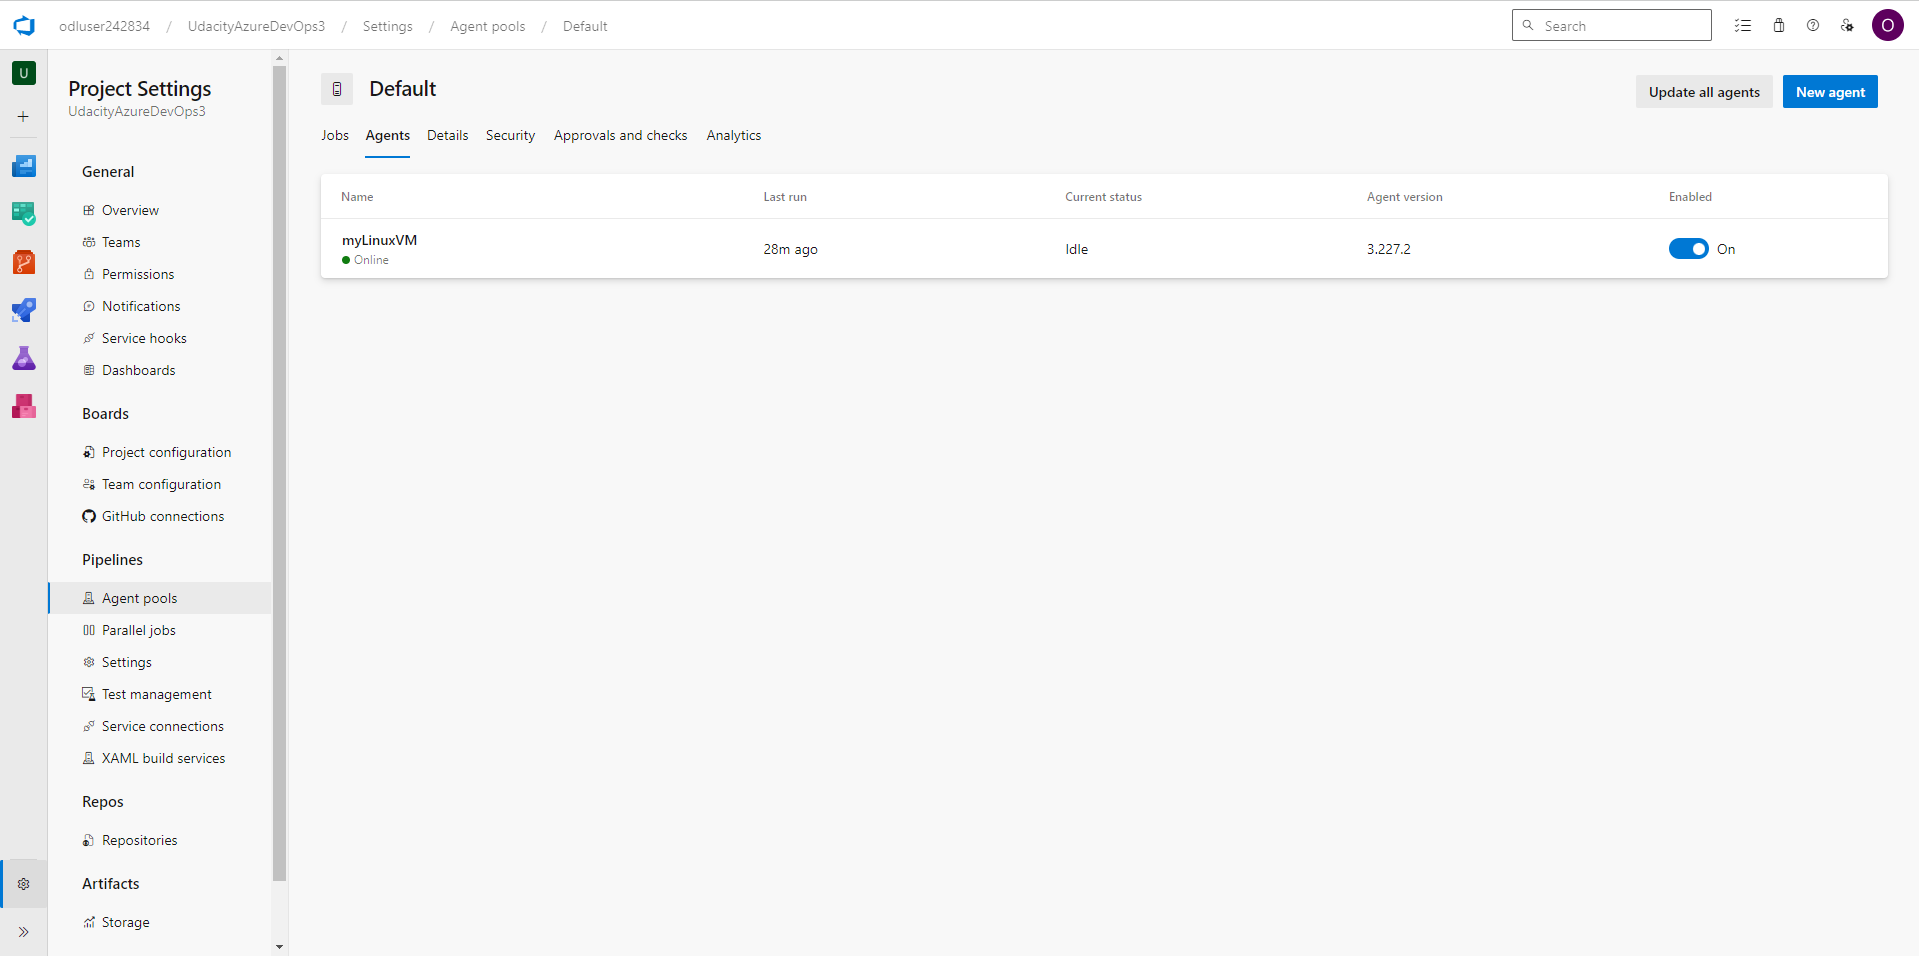 odluser242834 / UdacityAzureDevOps3 / Settings / Agent pools / Default
Search
O
U
Project Settings
UdacityAzureDevOps3
General
Overview
Teams
Permissions
Notifications
Service hooks
Dashboards
Boards
Project configuration
Team configuration
GitHub connections
Pipelines
Agent pools
Parallel jobs
Settings
Test management
Service connections
XAML build services
Repos
Repositories
Artifacts
Storage
Default
Update all agents
New agent
Jobs Agents Details Security Approvals and checks Analytics
Name Last run Current status Agent version Enabled
myLinuxVM
Online
28m ago Idle 3.227.2 On